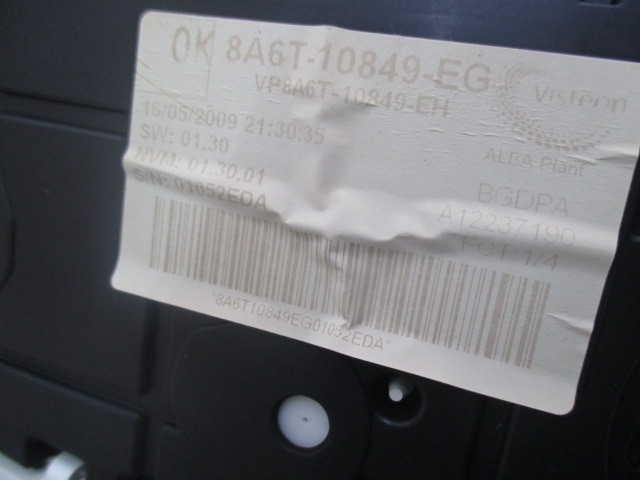 OK 8A6T-10849-EG
VP8A6T-10849-EH
Visteon
ALBA Plant
16/05/2009 21:30:35
SW: 01.30
NVM: 01.30.01
S/N: 01052EDA
BGDPA
A12237190
FCT 1/4
*8A6T10849EG01052EDA*